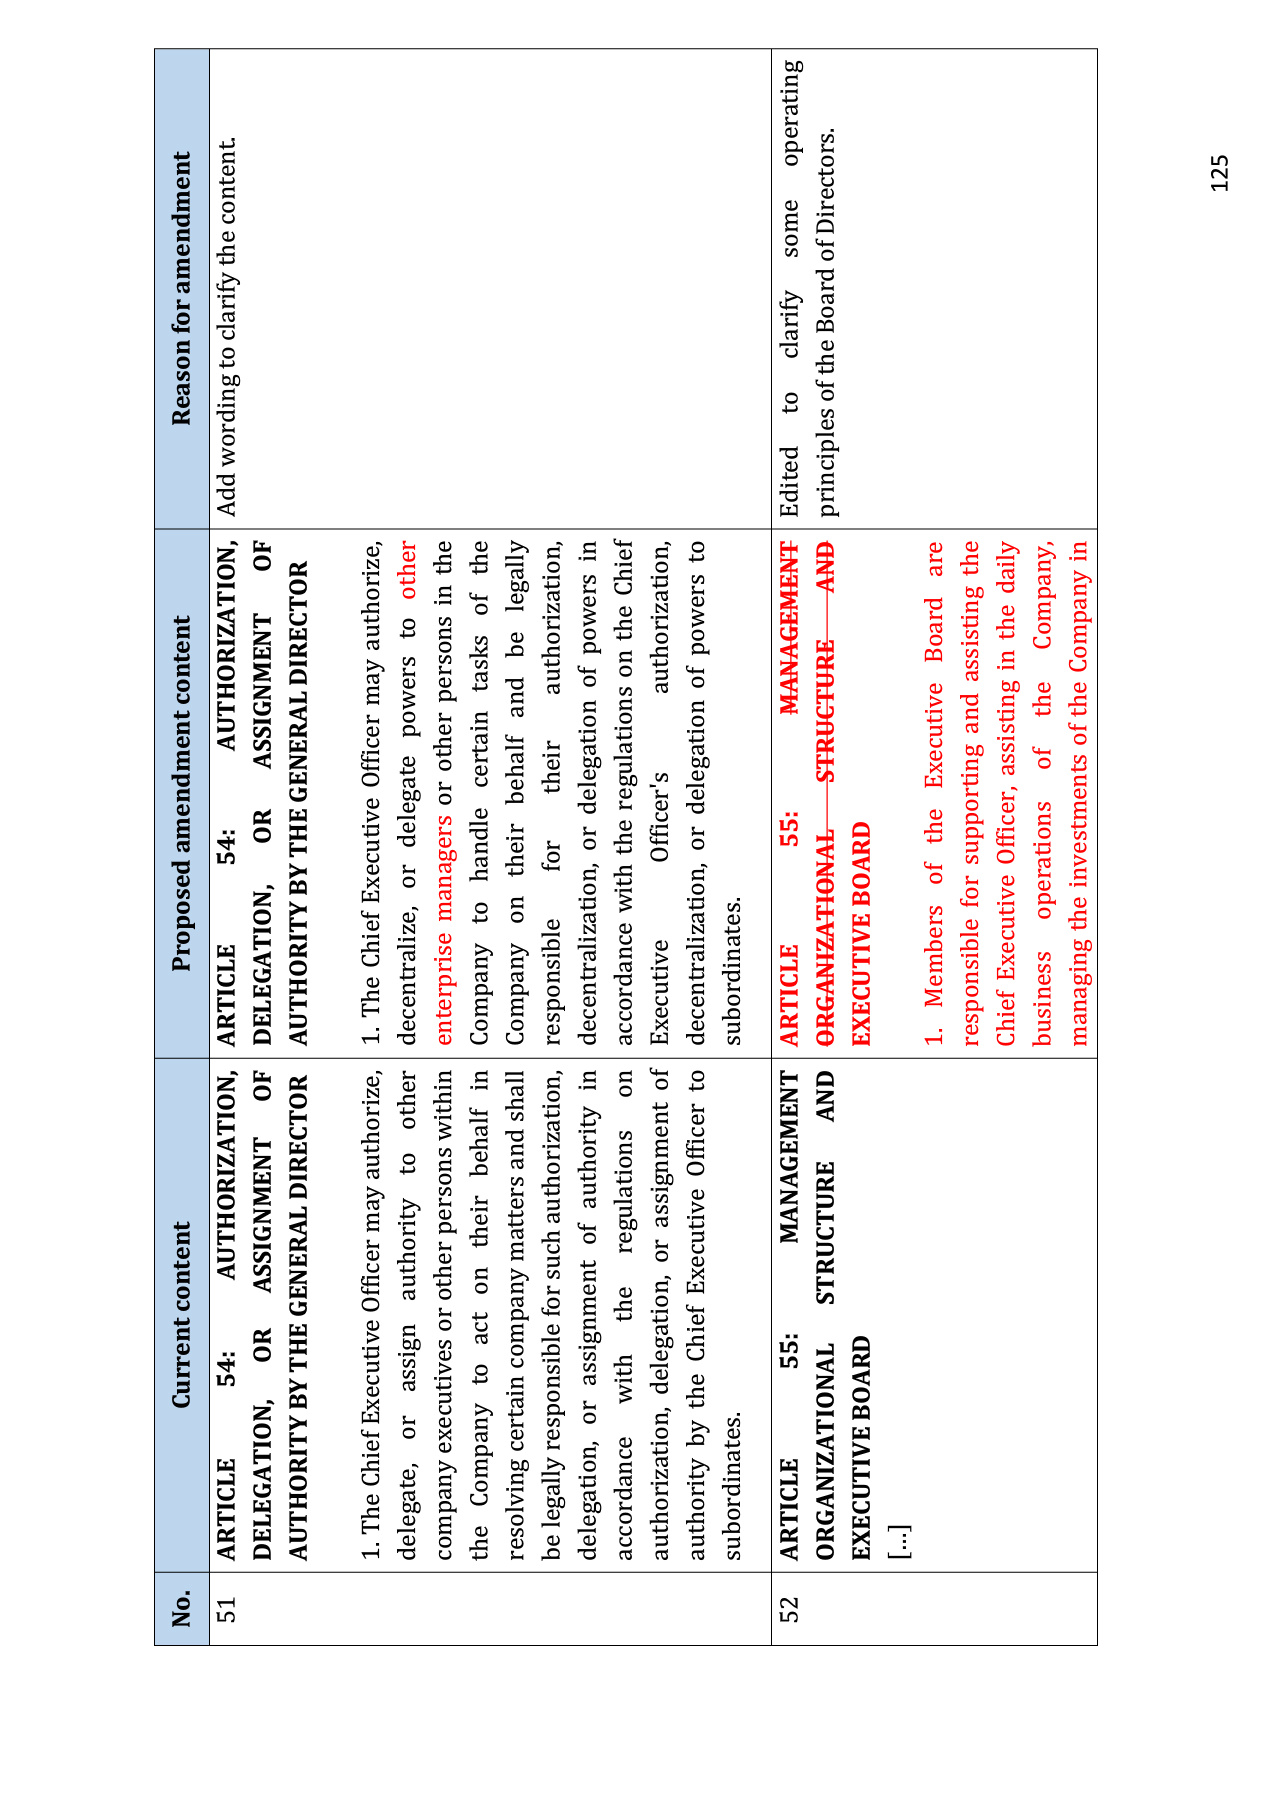 No.
Current content
Proposed amendment content
Reason for amendment
51
ARTICLE 54: AUTHORIZATION,
DELEGATION, OR ASSIGNMENT OF
AUTHORITY BY THE GENERAL DIRECTOR
1. The Chief Executive Officer may authorize,
delegate, or assign authority to other
company executives or other persons within
the Company to act on their behalf in
resolving certain company matters and shall
be legally responsible for such authorization,
delegation, or assignment of authority in
accordance with the regulations on
authorization, delegation, or assignment of
authority by the Chief Executive Officer to
subordinates.
ARTICLE 54: AUTHORIZATION,
DELEGATION, OR ASSIGNMENT OF
AUTHORITY BY THE GENERAL DIRECTOR
1. The Chief Executive Officer may authorize,
decentralize, or delegate powers to other
enterprise managers or other persons in the
Company to handle certain tasks of the
Company on their behalf and be legally
responsible for their authorization,
decentralization, or delegation of powers in
accordance with the regulations on the Chief
Executive Officer's authorization,
decentralization, or delegation of powers to
subordinates.
Add wording to clarify the content.
52
ARTICLE 55: MANAGEMENT
ORGANIZATIONAL STRUCTURE AND
EXECUTIVE BOARD
[...]
ARTICLE 55: MANAGEMENT
ORGANIZATIONAL STRUCTURE AND
EXECUTIVE BOARD
1. Members of the Executive Board are
responsible for supporting and assisting the
Chief Executive Officer, assisting in the daily
business operations of the Company,
managing the investments of the Company in
Edited to clarify some operating
principles of the Board of Directors.
125